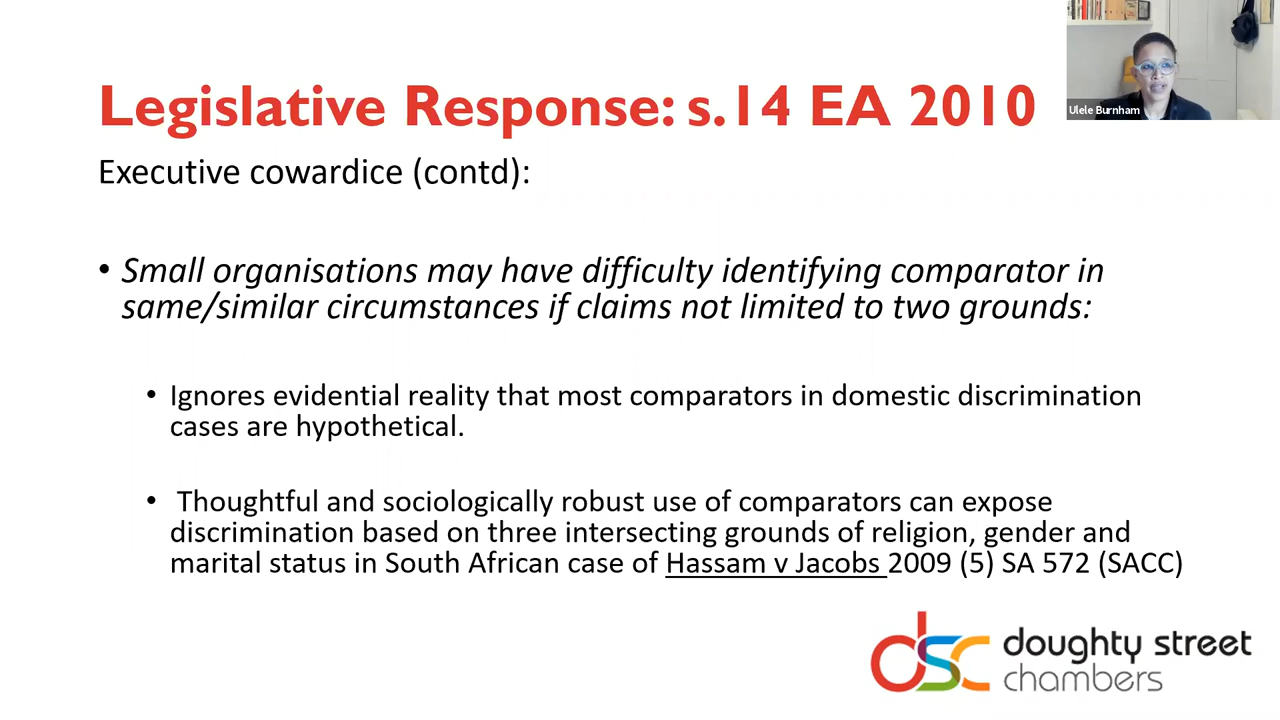 Legislative Response: s.14 EA 2010
Ulele Burnham
Executive cowardice (contd):
• Small organisations may have difficulty identifying comparator in
same/similar circumstances if claims not limited to two grounds:
• Ignores evidential reality that most comparators in domestic discrimination
cases are hypothetical.
• Thoughtful and sociologically robust use of comparators can expose
discrimination based on three intersecting grounds of religion, gender and
marital status in South African case of Hassam v Jacobs 2009 (5) SA 572 (SACC)
dsc doughty street
chambers